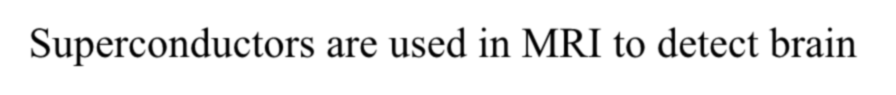 Superconductors are used in MRI to detect brain